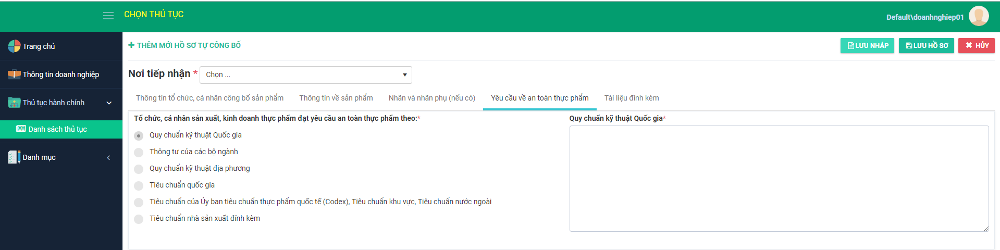 CHỌN THỦ TỤC
Default\doanhnghiep01
Trang chủ
Thông tin doanh nghiệp
Thủ tục hành chính
Danh sách thủ tục
Danh mục
THÊM MỚI HỒ SƠ TỰ CÔNG BỐ
LƯU NHÁP
LƯU HỒ SƠ
HỦY
Nơi tiếp nhận * Chọn ...
Thông tin tổ chức, cá nhân công bố sản phẩm
Thông tin về sản phẩm
Nhãn và nhãn phụ (nếu có)
Yêu cầu về an toàn thực phẩm
Tài liệu đính kèm
Tổ chức, cá nhân sản xuất, kinh doanh thực phẩm đạt yêu cầu an toàn thực phẩm theo:*
Quy chuẩn kỹ thuật Quốc gia
Thông tư của các bộ ngành
Quy chuẩn kỹ thuật địa phương
Tiêu chuẩn quốc gia
Tiêu chuẩn của Ủy ban tiêu chuẩn thực phẩm quốc tế (Codex), Tiêu chuẩn khu vực, Tiêu chuẩn nước ngoài
Tiêu chuẩn nhà sản xuất đính kèm
Quy chuẩn kỹ thuật Quốc gia*